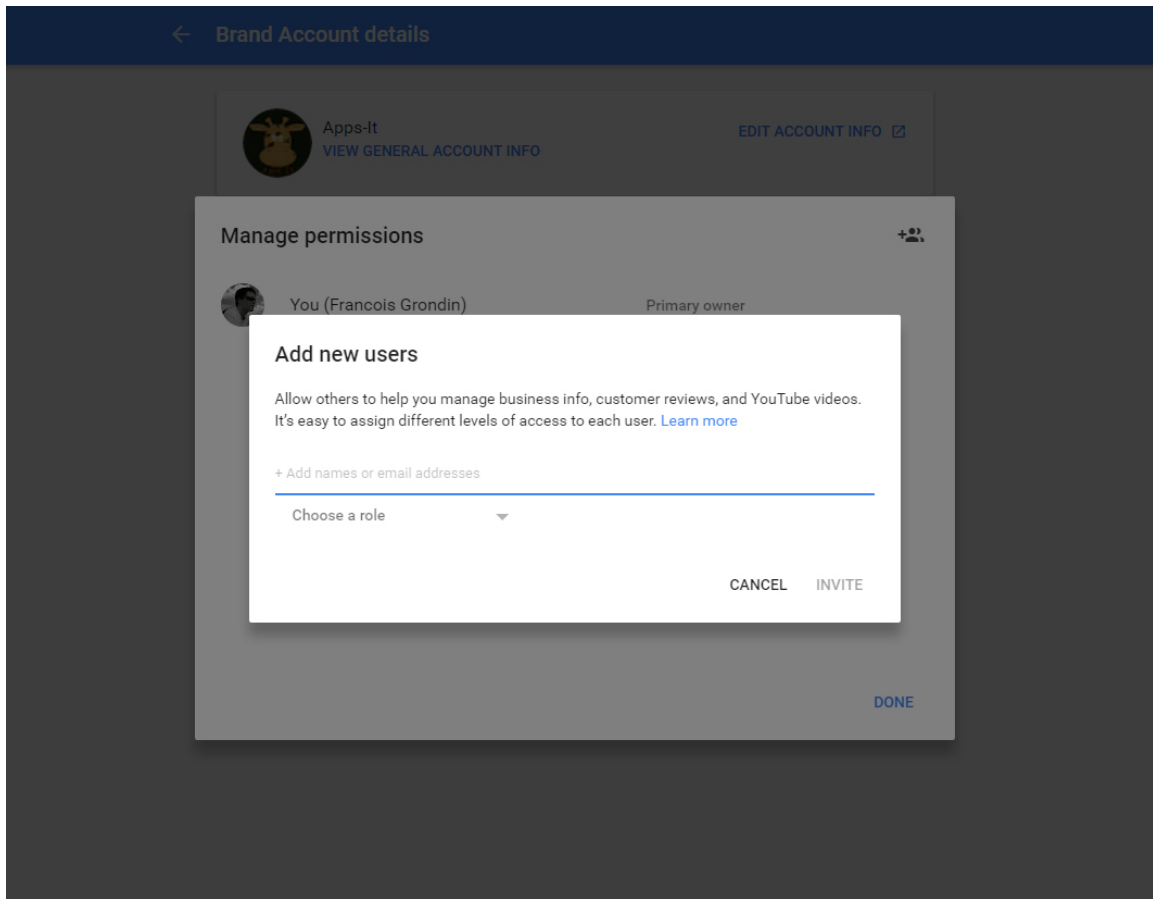 Brand Account details
Apps-It
EDIT ACCOUNT INFO
VIEW GENERAL ACCOUNT INFO
Manage permissions
You (Francois Grondin)
Primary owner
Add new users
Allow others to help you manage business info, customer reviews, and YouTube videos.
It's easy to assign different levels of access to each user. Learn more
+ Add names or email addresses
Choose a role
CANCEL
INVITE
DONE